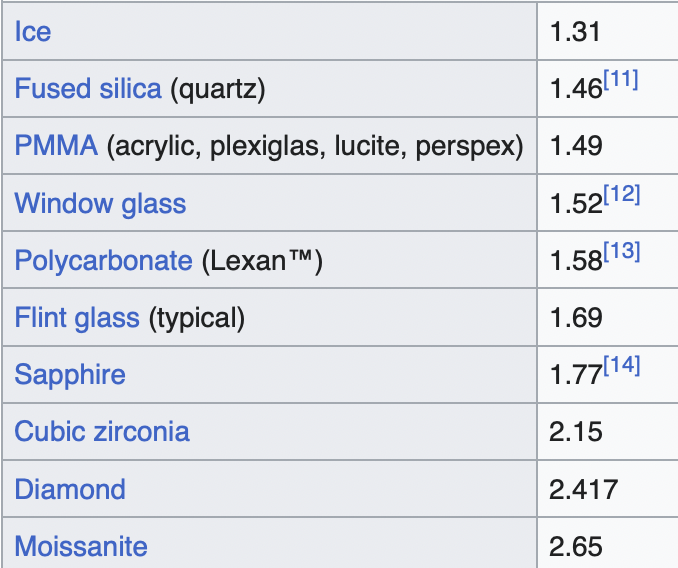 Ice 1.31
Fused silica (quartz) 1.46[11]
PMMA (acrylic, plexiglas, lucite, perspex) 1.49
Window glass 1.52[12]
Polycarbonate (Lexan™) 1.58[13]
Flint glass (typical) 1.69
Sapphire 1.77[14]
Cubic zirconia 2.15
Diamond 2.417
Moissanite 2.65